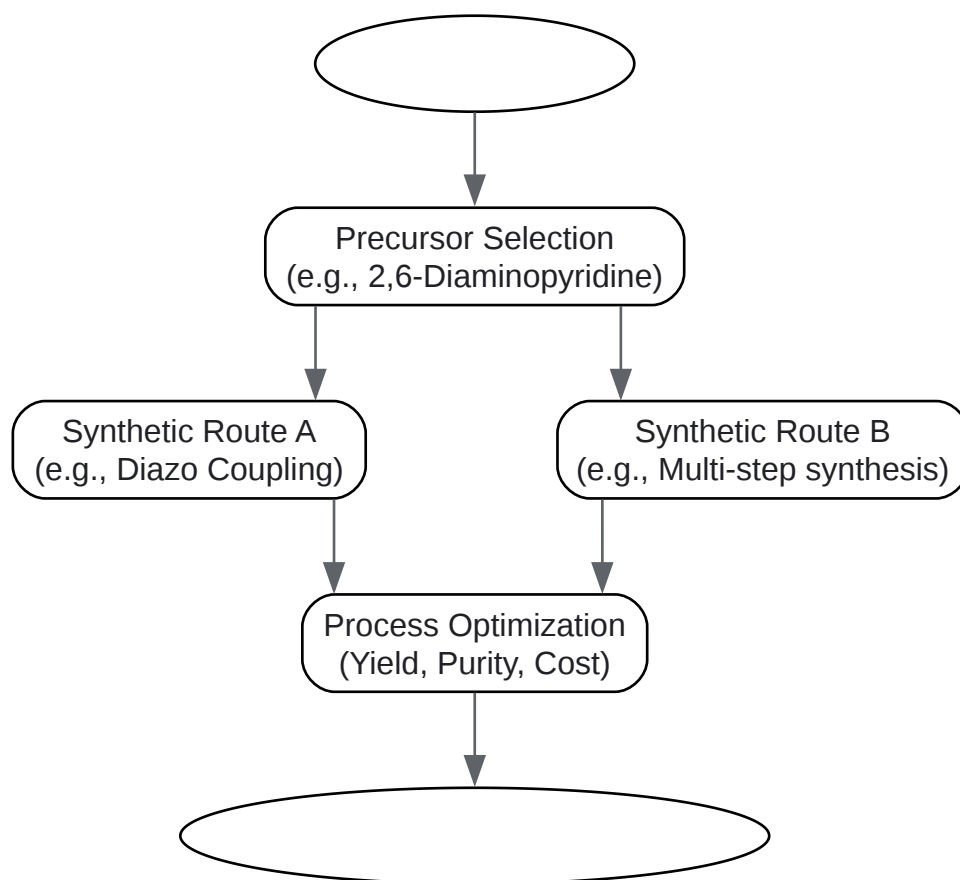 Precursor Selection
(e.g., 2,6-Diaminopyridine)
Synthetic Route A
(e.g., Diazo Coupling)
Synthetic Route B
(e.g., Multi-step synthesis)
Process Optimization
(Yield, Purity, Cost)